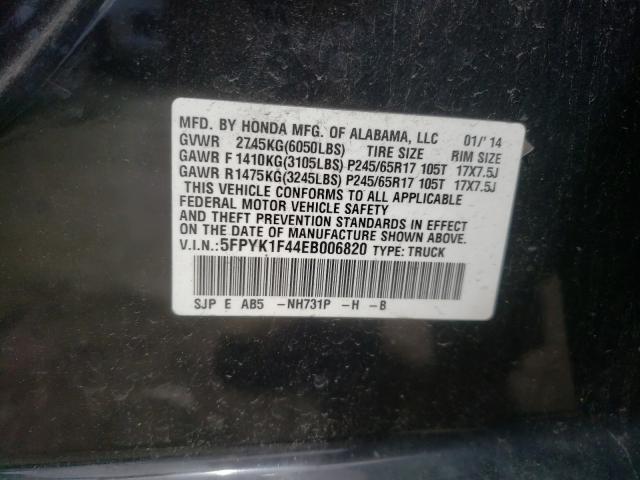 MFD. BY HONDA MFG. OF ALABAMA, LLC 01/'14
GVWR 2745KG(6050LBS) TIRE SIZE RIM SIZE
GAWR F 1410KG(3105LBS) P245/65R17 105T 17X7.5J
GAWR R1475KG(3245LBS) P245/65R17 105T 17X7.5J
THIS VEHICLE CONFORMS TO ALL APPLICABLE
FEDERAL MOTOR VEHICLE SAFETY
AND THEFT PREVENTION STANDARDS IN EFFECT
ON THE DATE OF MANUFACTURE SHOWN ABOVE.
V.I.N.:5FPYK1F44EB006820 TYPE: TRUCK
SJP E AB5 -NH731P -H -B